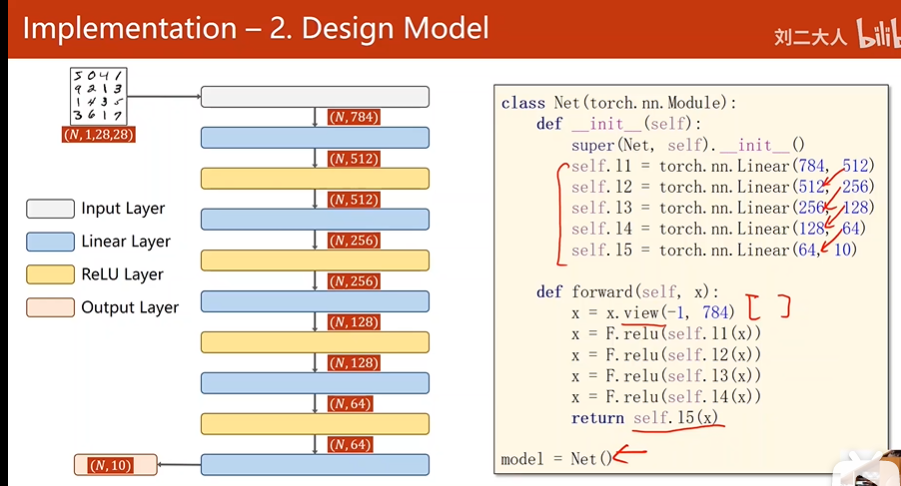 Implementation – 2. Design Model
刘二大人 bilib
5 0 4 1
9 2 1 3
1 4 3 5
3 6 1 7
(N, 1,28,28)
(N, 784)
(N, 512)
(N, 512)
(N, 256)
(N, 256)
(N, 128)
(N, 128)
(N, 64)
(N, 64)
(N, 10)
Input Layer
Linear Layer
ReLU Layer
Output Layer
class Net(torch.nn.Module):
    def __init__(self):
        super(Net, self).__init__()
        self.l1 = torch.nn.Linear(784, 512)
        self.l2 = torch.nn.Linear(512, 256)
        self.l3 = torch.nn.Linear(256, 128)
        self.l4 = torch.nn.Linear(128, 64)
        self.l5 = torch.nn.Linear(64, 10)
    def forward(self, x):
        x = x.view(-1, 784) [ ]
        x = F.relu(self.l1(x))
        x = F.relu(self.l2(x))
        x = F.relu(self.l3(x))
        x = F.relu(self.l4(x))
        return self.l5(x)
model = Net()